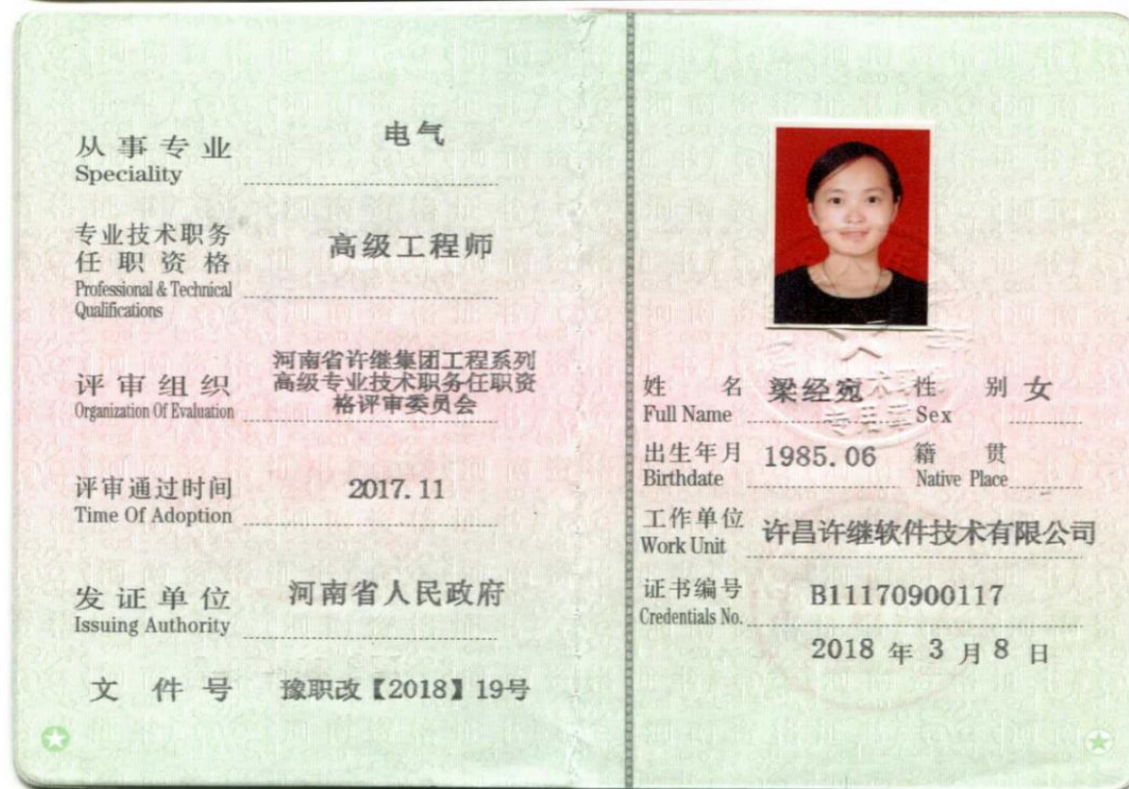 从事专业 电气
Speciality
专业技术职务
任职资格 高级工程师
Professional & Technical
Qualifications
河南省许继集团工程系列
评审组织 高级专业技术职务任职资
Organization Of Evaluation 格评审委员会
评审通过时间 2017.11
Time Of Adoption
发证单位 河南省人民政府
Issuing Authority
文件号 豫职改【2018】19号
姓名 梁经宛 性别 女
Full Name Sex
出生年月 1985.06 籍贯
Birthdate Native Place
工作单位 许昌许继软件技术有限公司
Work Unit
证书编号 B11170900117
Credentials No.
2018 年 3 月 8 日